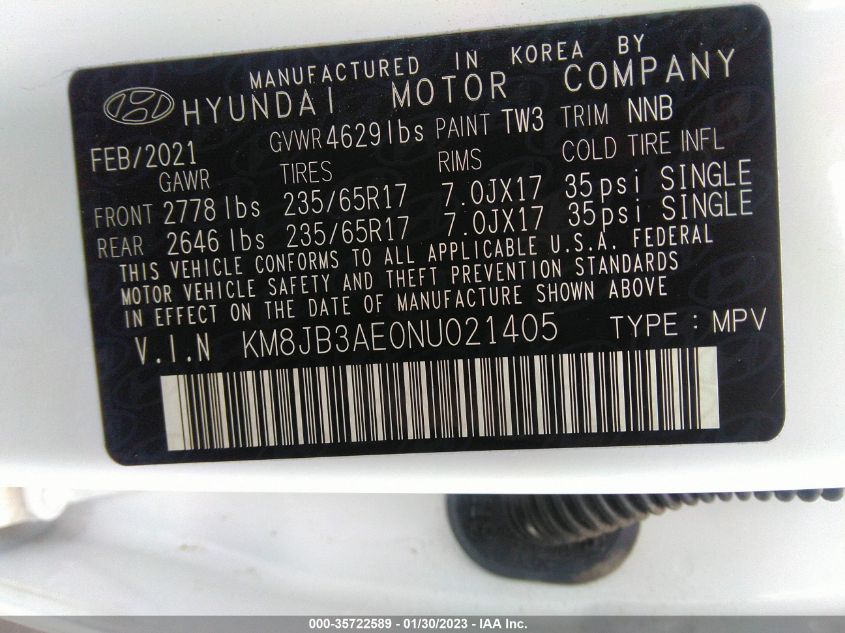 MANUFACTURED IN KOREA BY
HYUNDAI MOTOR COMPANY
FEB/2021 GVWR 4629 lbs PAINT TW3 TRIM NNB
GAWR TIRES RIMS COLD TIRE INFL
FRONT 2778 lbs 235/65R17 7.0JX17 35psi SINGLE
REAR 2646 lbs 235/65R17 7.0JX17 35psi SINGLE
THIS VEHICLE CONFORMS TO ALL APPLICABLE U.S.A. FEDERAL
MOTOR VEHICLE SAFETY AND THEFT PREVENTION STANDARDS
IN EFFECT ON THE DATE OF MANUFACTURE SHOWN ABOVE
V.I.N KM8JB3AE0NU021405 TYPE : MPV
000-35722589 - 01/30/2023 - IAA Inc.